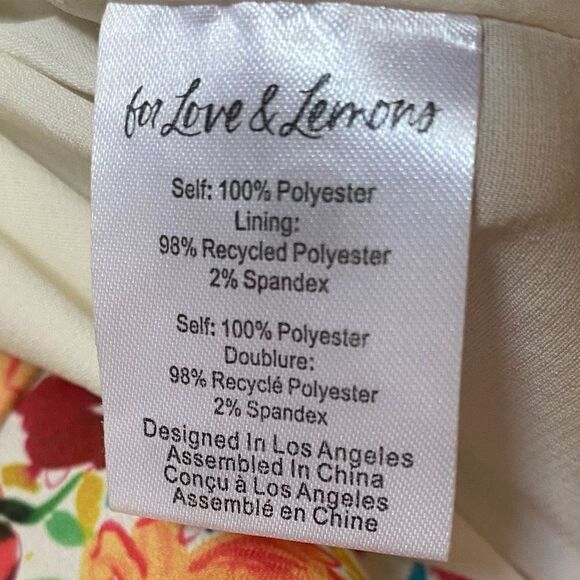 for Love & Lemons
Self: 100% Polyester
Lining:
98% Recycled Polyester
2% Spandex
Self: 100% Polyester
Doublure:
98% Recyclé Polyester
2% Spandex
Designed In Los Angeles
Assembled In China
Conçu à Los Angeles
Assemblé en Chine